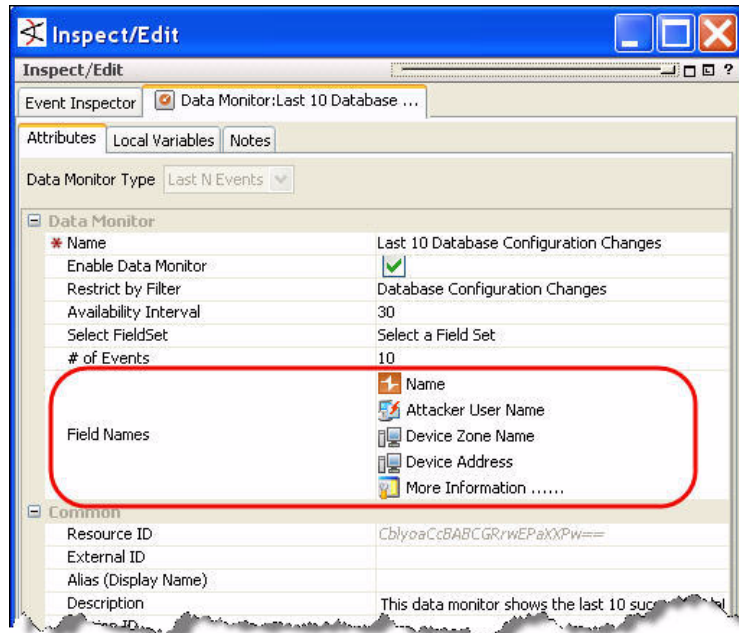 Inspect/Edit
Inspect/Edit ?
Event Inspector Data Monitor:Last 10 Database ...
Attributes Local Variables Notes
Data Monitor Type Last N Events
Data Monitor
* Name Last 10 Database Configuration Changes
Enable Data Monitor
Restrict by Filter Database Configuration Changes
Availability Interval 30
Select FieldSet Select a Field Set
# of Events 10
Field Names
Name
Attacker User Name
Device Zone Name
Device Address
More Information ......
Common
Resource ID CblyoaCcBABCGRrwEPaXXPw==
External ID
Alias (Display Name)
Description This data monitor shows the last 10
ID